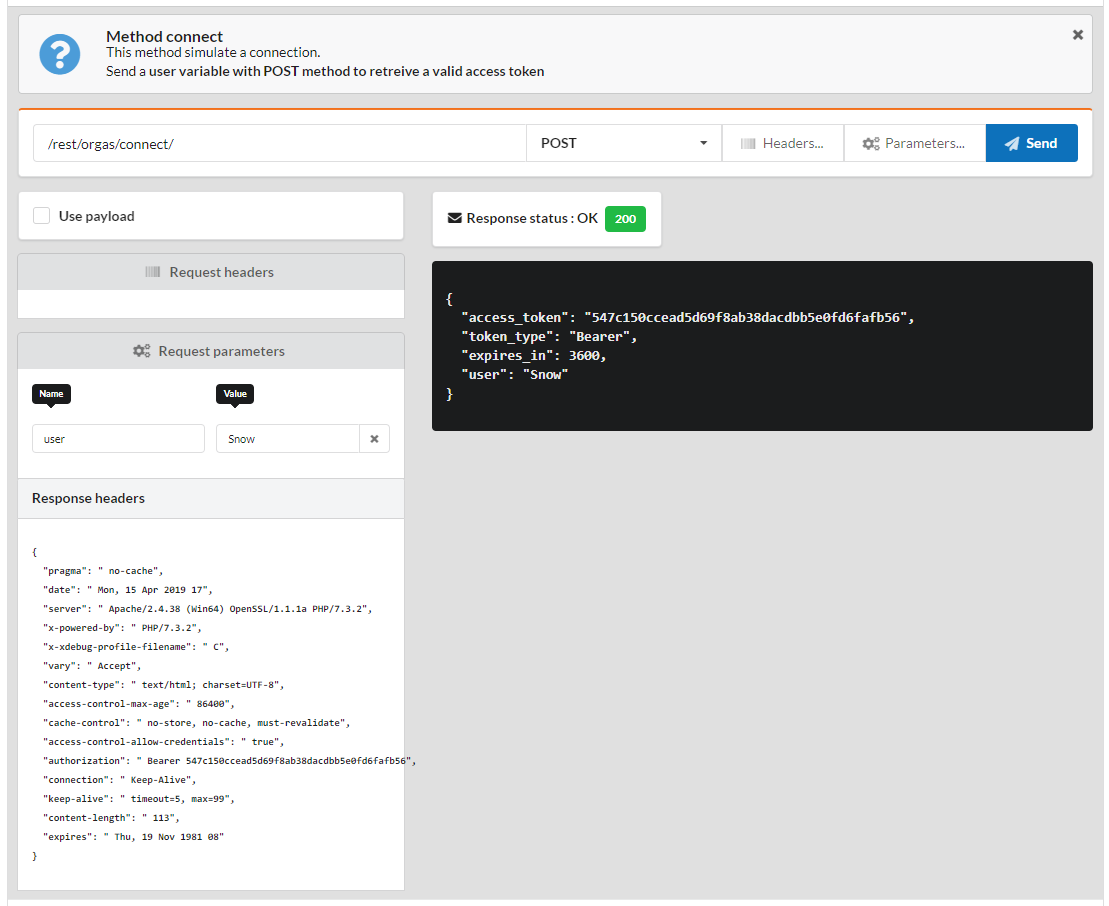 Method connect
This method simulate a connection.
Send a user variable with POST method to retreive a valid access token
/rest/orgas/connect/
POST
Headers...
Parameters...
Send
Use payload
Request headers
Request parameters
Name
Value
user
Snow
Response headers
{
"pragma": " no-cache",
"date": " Mon, 15 Apr 2019 17",
"server": " Apache/2.4.38 (Win64) OpenSSL/1.1.1a PHP/7.3.2",
"x-powered-by": " PHP/7.3.2",
"x-xdebug-profile-filename": " C",
"vary": " Accept",
"content-type": " text/html; charset=UTF-8",
"access-control-max-age": " 86400",
"cache-control": " no-store, no-cache, must-revalidate",
"access-control-allow-credentials": " true",
"authorization": " Bearer 547c150ccead5d69f8ab38dacdbb5e0fd6fafb56",
"connection": " Keep-Alive",
"keep-alive": " timeout=5, max=99",
"content-length": " 113",
"expires": " Thu, 19 Nov 1981 08"
}
Response status : OK 200
{
"access_token": "547c150ccead5d69f8ab38dacdbb5e0fd6fafb56",
"token_type": "Bearer",
"expires_in": 3600,
"user": "Snow"
}